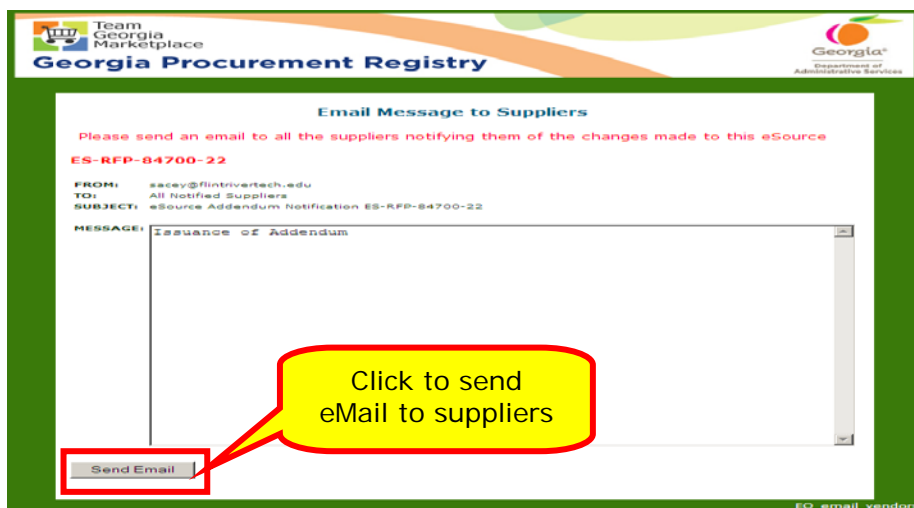 Team
Georgia
Marketplace
Georgia Procurement Registry
Georgia®
Department of
Administrative Services
Email Message to Suppliers
Please send an email to all the suppliers notifying them of the changes made to this eSource
ES-RFP-84700-22
FROM: sacey@flintrivertech.edu
TO: All Notified Suppliers
SUBJECT: eSource Addendum Notification ES-RFP-84700-22
MESSAGE: Issuance of Addendum
Click to send
eMail to suppliers
Send Email
EO_email_vendor